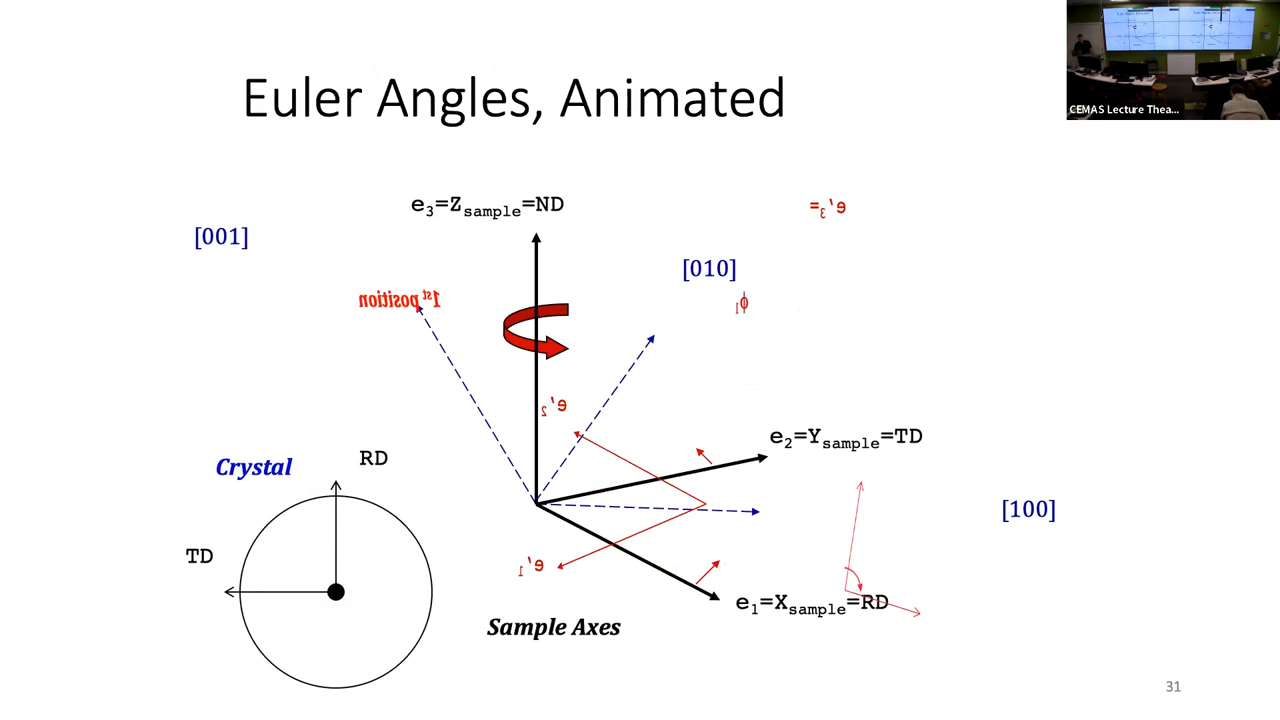 Euler Angles, Animated
CEMAS Lecture Thea...
e₃=Z_sample=ND
e'₃=
[001]
[010]
1st position
ϕ₁
e'₂
e₂=Y_sample=TD
Crystal
RD
[100]
TD
e'₁
e₁=X_sample=RD
Sample Axes
31